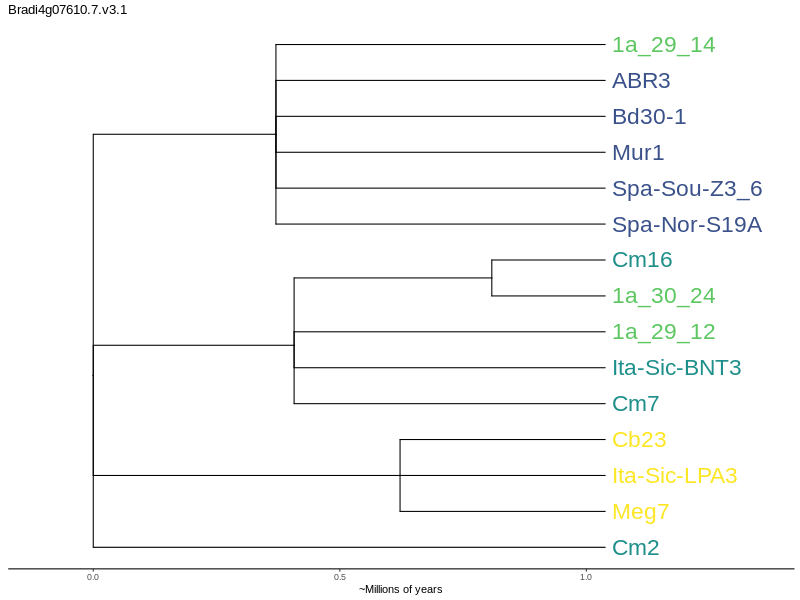 Bradi4g07610.7.v3.1
1a_29_14
ABR3
Bd30-1
Mur1
Spa-Sou-Z3_6
Spa-Nor-S19A
Cm16
1a_30_24
1a_29_12
Ita-Sic-BNT3
Cm7
Cb23
Ita-Sic-LPA3
Meg7
Cm2
0.0 0.5 1.0
~Millions of years